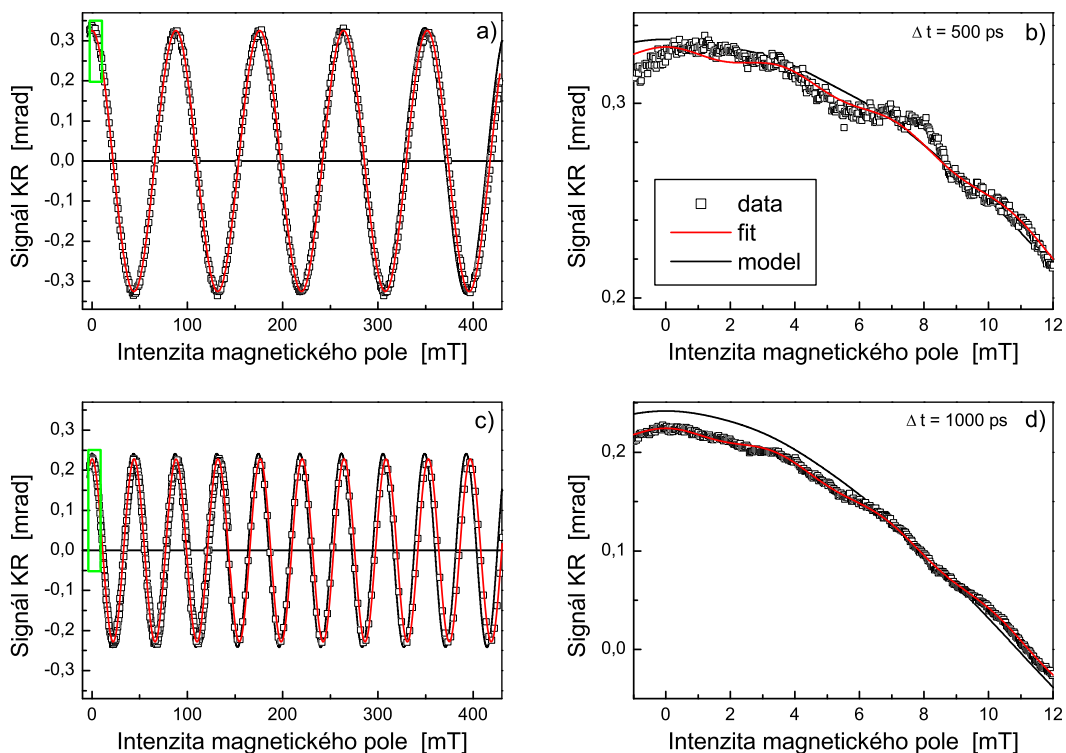 a)
Signál KR [mrad]
0,3
0,2
0,1
0,0
-0,1
-0,2
-0,3
0 100 200 300 400
Intenzita magnetického pole [mT]
Δ t = 500 ps b)
Signál KR [mrad]
0,3
0,2
data
fit
model
0 2 4 6 8 10 12
Intenzita magnetického pole [mT]
c)
Signál KR [mrad]
0,3
0,2
0,1
0,0
-0,1
-0,2
-0,3
0 100 200 300 400
Intenzita magnetického pole [mT]
Δ t = 1000 ps d)
Signál KR [mrad]
0,2
0,1
0,0
0 2 4 6 8 10 12
Intenzita magnetického pole [mT]